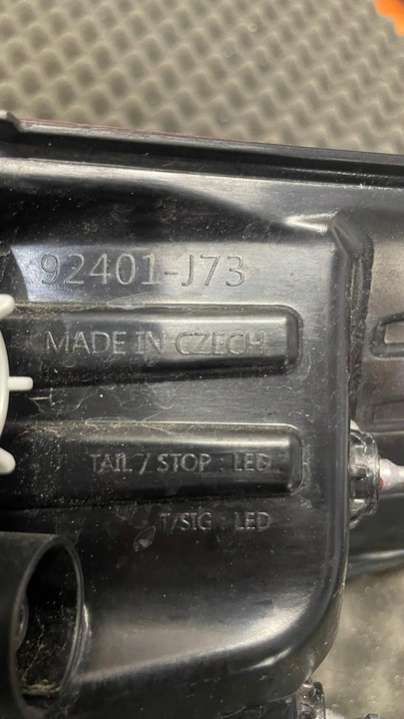 92401-J73
MADE IN CZECH
TAIL / STOP : LED
T/SIG : LED